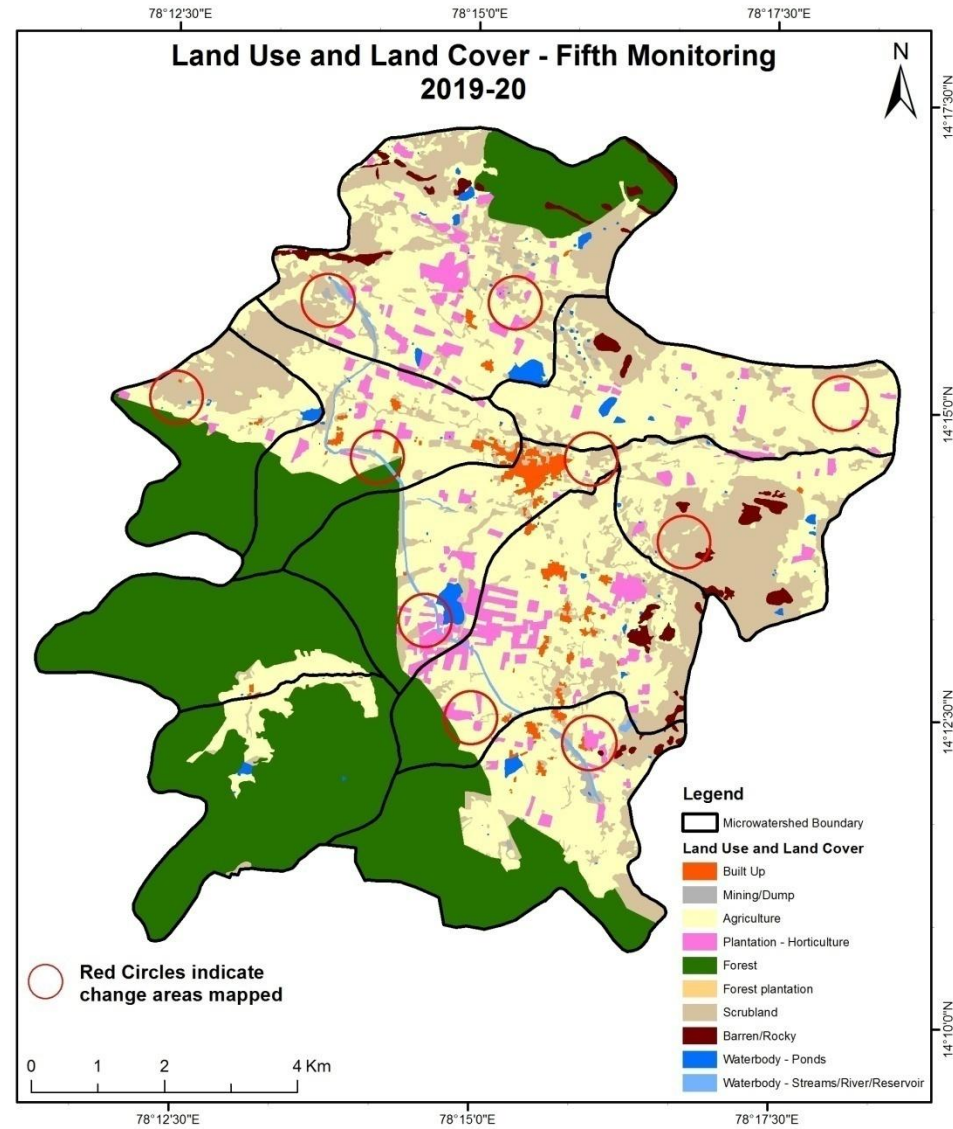 78°12'30"E
78°15'0"E
78°17'30"E
Land Use and Land Cover - Fifth Monitoring
2019-20
N
14°17'30"N
14°15'0"N
14°12'30"N
14°10'0"N
Legend
Microwatershed Boundary
Land Use and Land Cover
Built Up
Mining/Dump
Agriculture
Plantation - Horticulture
Forest
Forest plantation
Scrubland
Barren/Rocky
Waterbody - Ponds
Waterbody - Streams/River/Reservoir
Red Circles indicate
change areas mapped
0 1 2 4 Km
78°12'30"E
78°15'0"E
78°17'30"E